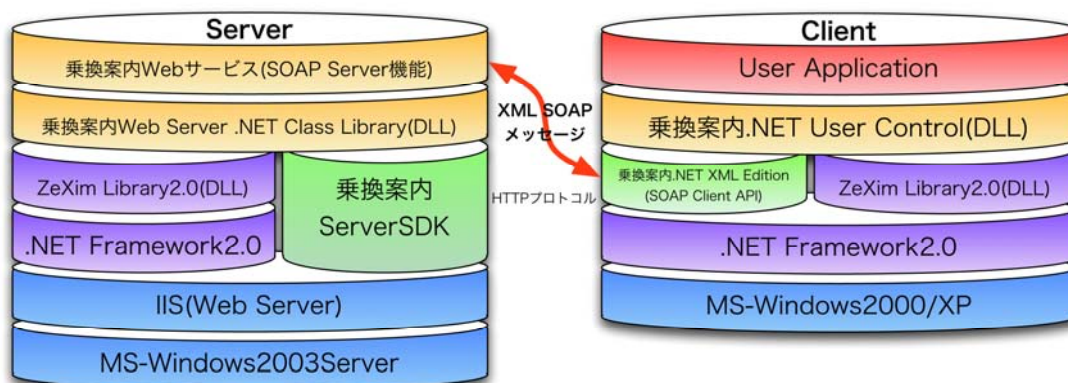 Server
乗換案内Webサービス(SOAP Server機能)
乗換案内Web Server .NET Class Library(DLL)
ZeXim Library2.0(DLL)
.NET Framework2.0
乗換案内
ServerSDK
IIS(Web Server)
MS-Windows2003Server
XML SOAP
メッセージ
HTTPプロトコル
Client
User Application
乗換案内.NET User Control(DLL)
乗換案内.NET XML Edition
(SOAP Client API)
ZeXim Library2.0(DLL)
.NET Framework2.0
MS-Windows2000/XP